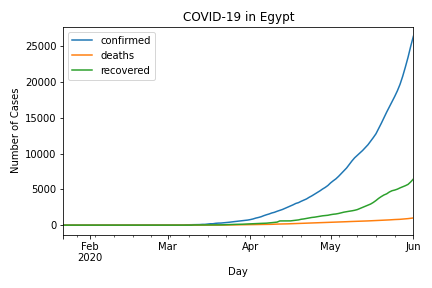 COVID-19 in Egypt
confirmed
deaths
recovered
Number of Cases
25000
20000
15000
10000
5000
0
Feb
2020
Mar
Apr
May
Jun
Day